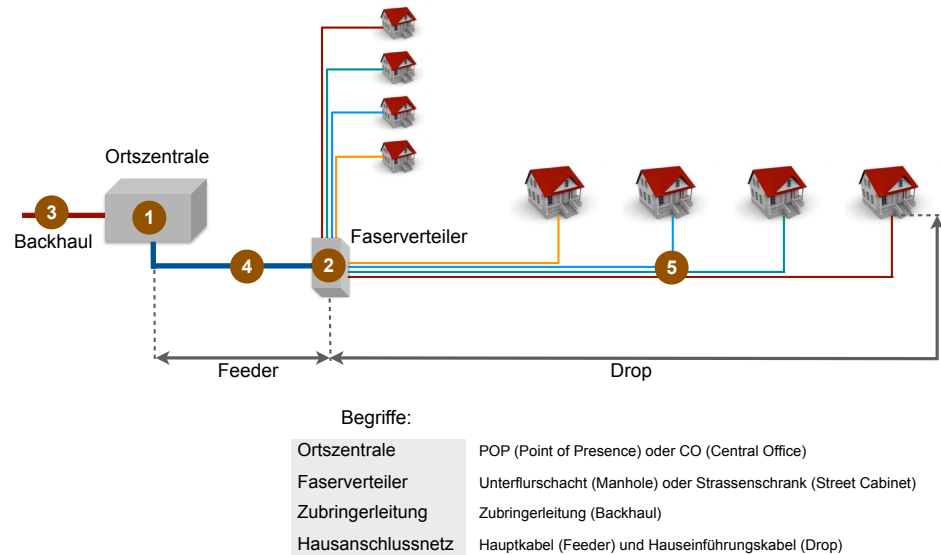 Ortszentrale
1
3
Backhaul
4
2
Faserverteiler
5
Feeder
Drop
Begriffe:
Ortszentrale POP (Point of Presence) oder CO (Central Office)
Faserverteiler Unterflurschacht (Manhole) oder Strassenschrank (Street Cabinet)
Zubringerleitung Zubringerleitung (Backhaul)
Hausanschlussnetz Hauptkabel (Feeder) und Hauseinführungskabel (Drop)